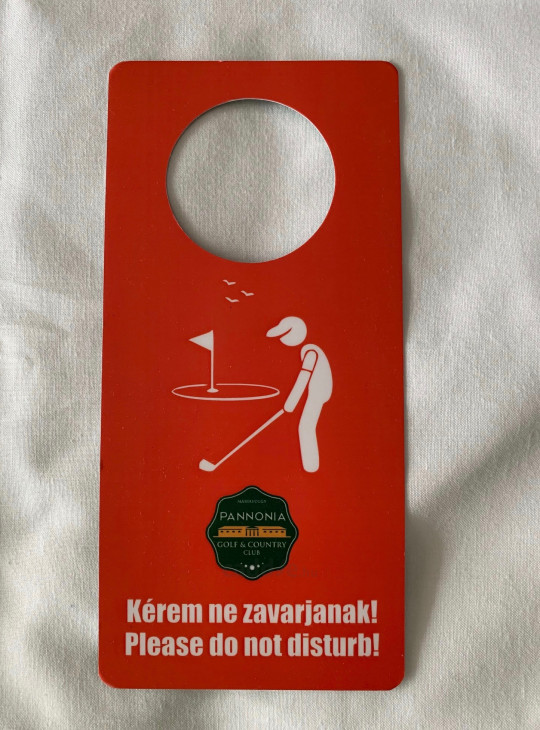 PANNONIA
GOLF & COUNTRY
CLUB
Kérem ne zavarjanak!
Please do not disturb!